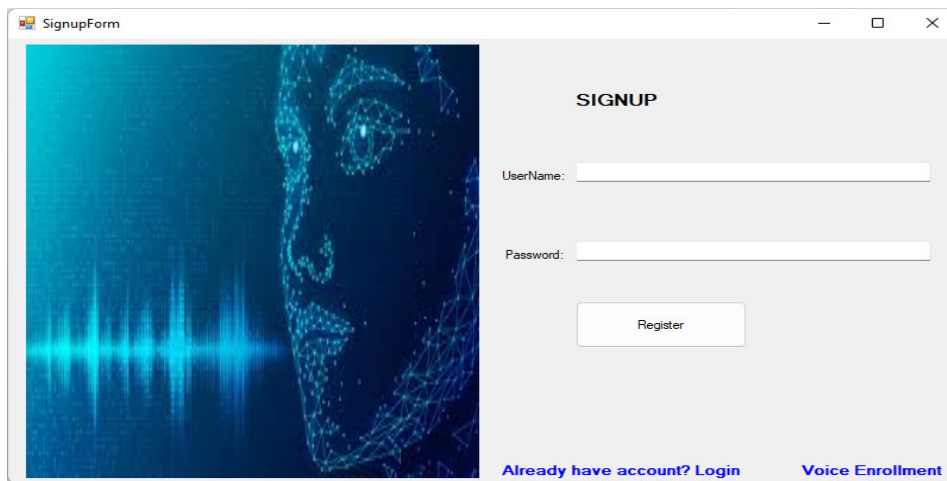 SignupForm
SIGNUP
UserName:
Password:
Register
Already have account? Login
Voice Enrollment